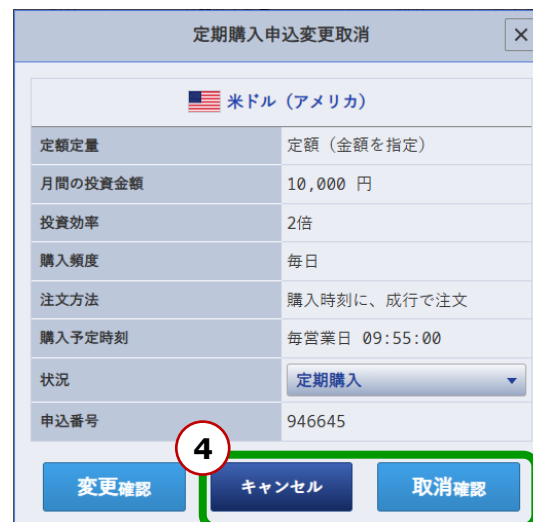 定期購入申込変更取消
米ドル（アメリカ）
定額定量 定額（金額を指定）
月間の投資金額 10,000 円
投資効率 2倍
購入頻度 毎日
注文方法 購入時刻に、成行で注文
購入予定時刻 毎営業日 09:55:00
状況 定期購入
申込番号 946645
4
変更確認 キャンセル 取消確認